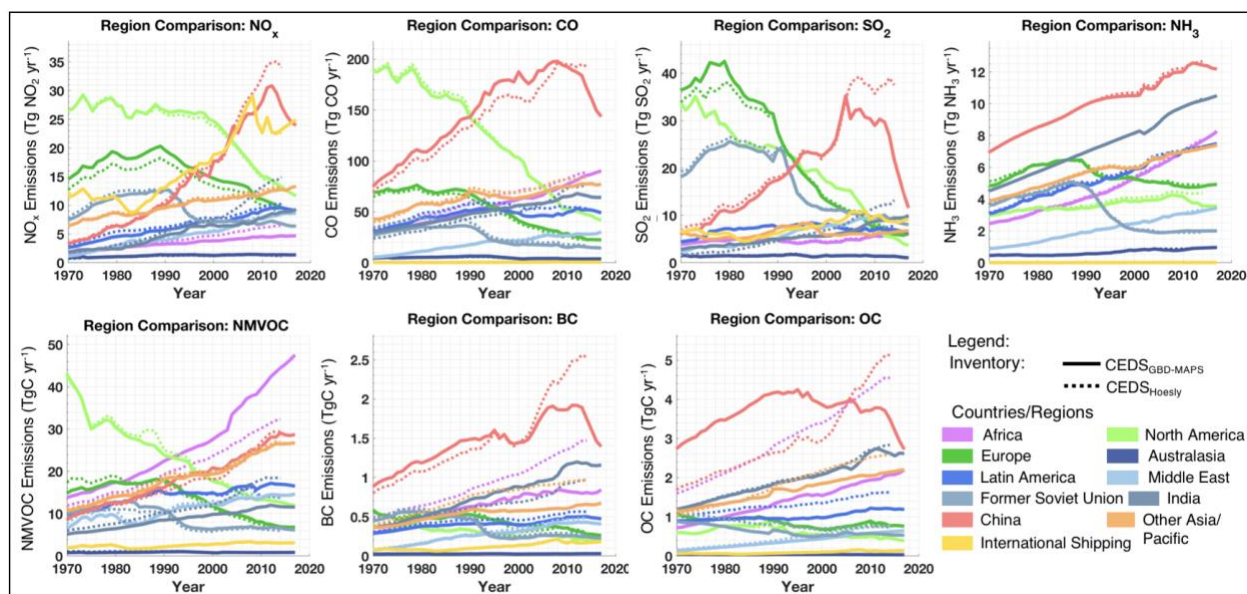 Region Comparison: NOx
NOx Emissions (Tg NO2 yr-1)
35
30
25
20
15
10
5
0
1970 1980 1990 2000 2010 2020
Year
Region Comparison: CO
CO Emissions (Tg CO yr-1)
200
150
100
50
0
1970 1980 1990 2000 2010 2020
Year
Region Comparison: SO2
SO2 Emissions (Tg SO2 yr-1)
40
30
20
10
0
1970 1980 1990 2000 2010 2020
Year
Region Comparison: NH3
NH3 Emissions (Tg NH3 yr-1)
12
10
8
6
4
2
0
1970 1980 1990 2000 2010 2020
Year
Region Comparison: NMVOC
NMVOC Emissions (TgC yr-1)
50
40
30
20
10
0
1970 1980 1990 2000 2010 2020
Year
Region Comparison: BC
BC Emissions (TgC yr-1)
2.5
2
1.5
1
0.5
0
1970 1980 1990 2000 2010 2020
Year
Region Comparison: OC
OC Emissions (TgC yr-1)
5
4
3
2
1
0
1970 1980 1990 2000 2010 2020
Year
Legend:
Inventory:
CEDSGBD-MAPS
CEDSHoesly
Countries/Regions
Africa
North America
Europe
Australasia
Latin America
Middle East
Former Soviet Union
India
China
Other Asia/
Pacific
International Shipping